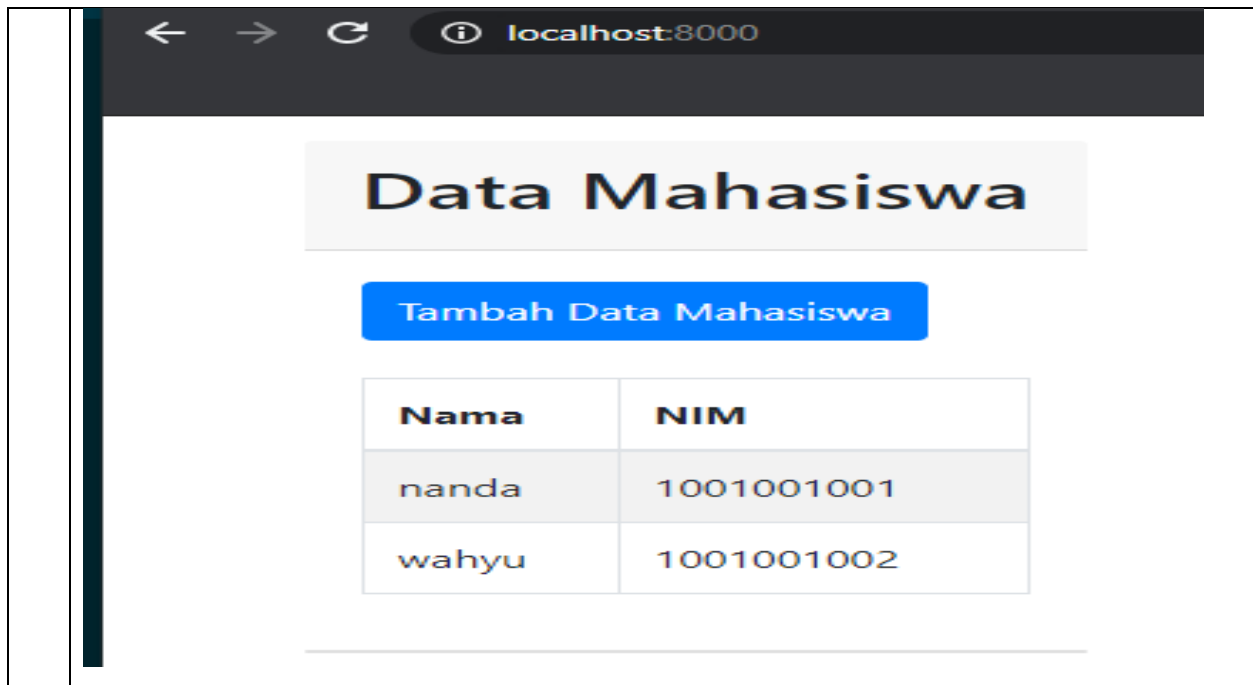 localhost:8000
Data Mahasiswa
Tambah Data Mahasiswa
Nama NIM
nanda 1001001001
wahyu 1001001002